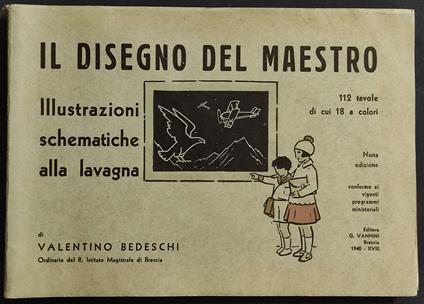 IL DISEGNO DEL MAESTRO
Illustrazioni
schematiche
alla lavagna
112 tavole
di cui 18 a colori
Nona
edizione
conforme ai
vigenti
programmi
ministeriali
di
VALENTINO BEDESCHI
Ordinario del R. Istituto Magistrale di Brescia
Editore
G. VANNINI
Brescia
1940 - XVIII